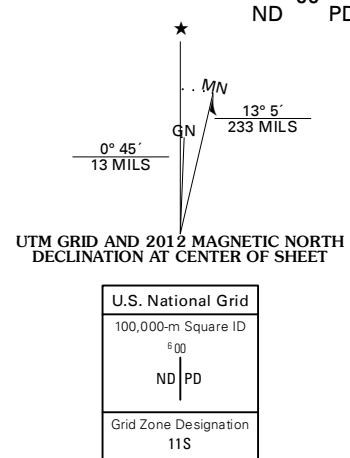 ND PD
★
MN
GN
13° 5´
233 MILS
0° 45´
13 MILS
UTM GRID AND 2012 MAGNETIC NORTH
DECLINATION AT CENTER OF SHEET
U.S. National Grid
100,000-m Square ID
⁶00
ND PD
Grid Zone Designation
11S